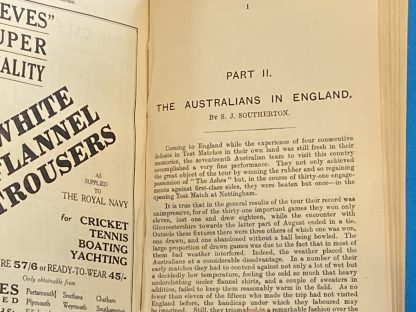 EVES"
UPER
ALITY
WHITE
FLANNEL
TROUSERS
AS
SUPPLIED
TO
THE ROYAL NAVY
for CRICKET
TENNIS
BOATING
YACHTING
RE 57/6 or READY-TO-WEAR 45/-
Only obtainable from
Portsmouth Southsea Chatham
Plymouth Weymouth
1
PART II.
THE AUSTRALIANS IN ENGLAND.
BY S. J. SOUTHERTON.
Coming to England while the experience of four consecutive
defeats in Test Matches in their own land was still fresh in their
memories, the seventeenth Australian team to visit this country
accomplished a very fine performance. They not only achieved
the great object of the tour by winning the rubber and so regaining
possession of "The Ashes" but, in the course of thirty-one engage-
ments against first-class sides, they were beaten but once—in the
opening Test Match at Nottingham.
It is true that in the general results of the tour their record was
unimpressive, for of the thirty-one important games they won only
eleven, lost one and drew eighteen, while the encounter with
Gloucestershire towards the latter part of August ended in a tie.
Outside these fixtures there were three others of which one was won,
one drawn, and one abandoned without a ball being bowled. The
large proportion of drawn games was due to the fact that in most of
them bad weather interfered. Indeed, the weather placed the
Australians at a considerable disadvantage. In a number of their
early matches they had to contend against not only a lot of wet but
a decidedly low temperature, feeling the cold so much that heavy
underclothing under flannel shirts, and a couple of sweaters in
addition, failed to keep them reasonably warm in the field. As no
fewer than eleven of the fifteen who made the trip had not visited
England before, the handicap under which they laboured may
be imagined. Still, they triumphed in a remarkable fashion over the